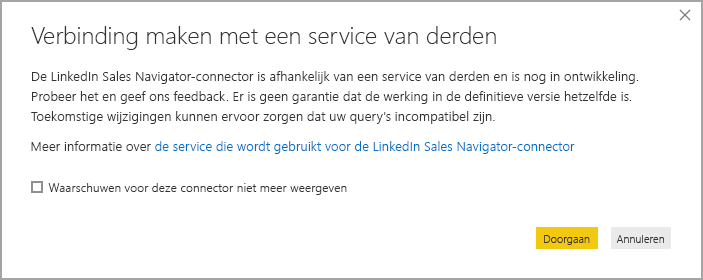 Verbinding maken met een service van derden
De LinkedIn Sales Navigator-connector is afhankelijk van een service van derden en is nog in ontwikkeling.
Probeer het en geef ons feedback. Er is geen garantie dat de werking in de definitieve versie hetzelfde is.
Toekomstige wijzigingen kunnen ervoor zorgen dat uw query's incompatibel zijn.
Meer informatie over de service die wordt gebruikt voor de LinkedIn Sales Navigator-connector
Waarschuwen voor deze connector niet meer weergeven
Doorgaan Annuleren